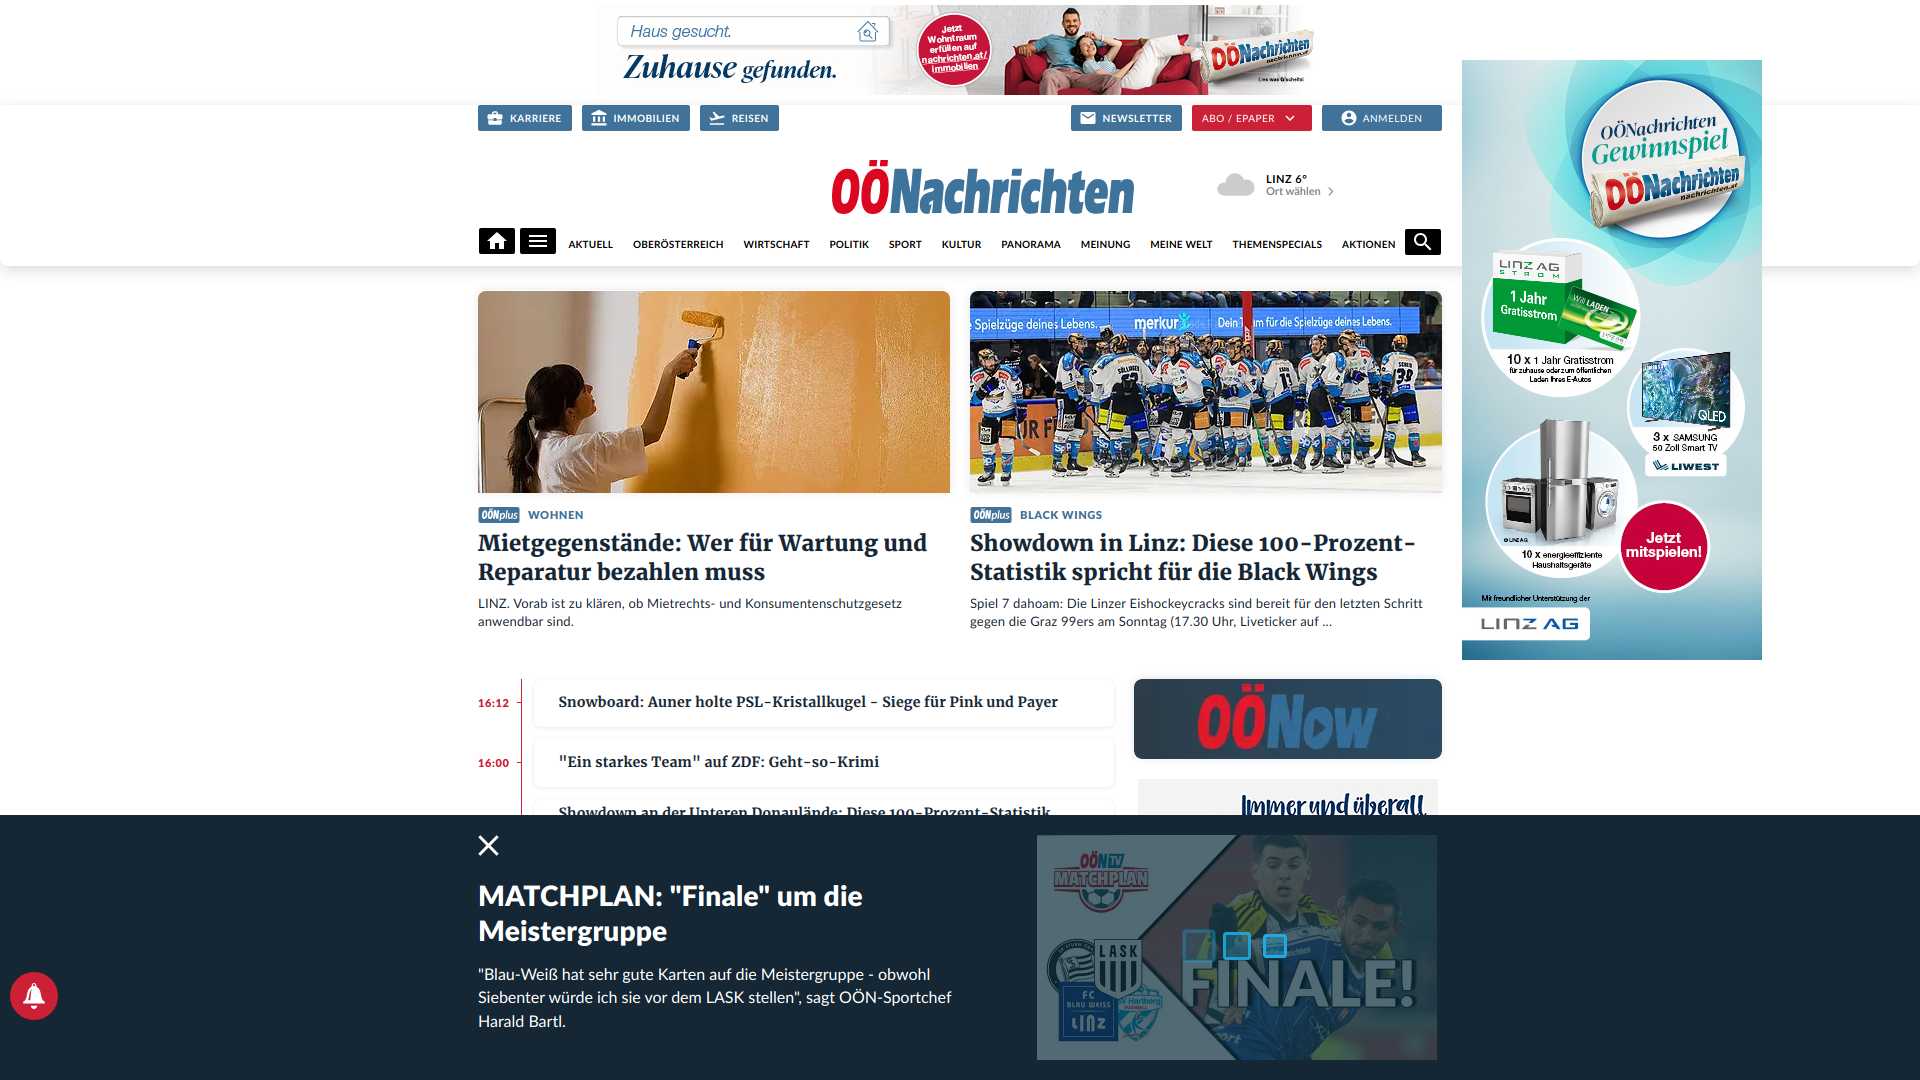 Haus gesucht.
Zuhause gefunden.
Jetzt
Wohntraum
erfüllen auf
nachrichten.at/
immobilien
OÖNachrichten
nachrichten.at
Lies was G'scheits!
KARRIERE
IMMOBILIEN
REISEN
NEWSLETTER
ABO / EPAPER
ANMELDEN
OÖNachrichten
LINZ 6°
Ort wählen
AKTUELL
OBERÖSTERREICH
WIRTSCHAFT
POLITIK
SPORT
KULTUR
PANORAMA
MEINUNG
MEINE WELT
THEMENSPECIALS
AKTIONEN
OÖNachrichten
Gewinnspiel
OÖNachrichten
nachrichten.at
LINZ AG
STROM
1 Jahr
Gratisstrom
Will LADEN
10 x 1 Jahr Gratisstrom
für zuhause oder zum öffentlichen
Laden Ihres E-Autos
QLED
3 x SAMSUNG
50 Zoll Smart TV
LIWEST
© LINZ AG
10 x energieeffiziente
Haushaltsgeräte
Jetzt
mitspielen!
Mit freundlicher Unterstützung der
LINZ AG
Spielzüge deines Lebens.
merkur
für die Spielzüge deines Lebens.
OÖNplus WOHNEN
Mietgegenstände: Wer für Wartung und
Reparatur bezahlen muss
LINZ. Vorab ist zu klären, ob Mietrechts- und Konsumentenschutzgesetz
anwendbar sind.
OÖNplus BLACK WINGS
Showdown in Linz: Diese 100-Prozent-
Statistik spricht für die Black Wings
Spiel 7 dahoam: Die Linzer Eishockeycracks sind bereit für den letzten Schritt
gegen die Graz 99ers am Sonntag (17.30 Uhr, Liveticker auf ...
16:12
Snowboard: Auner holte PSL-Kristallkugel - Siege für Pink und Payer
16:00
"Ein starkes Team" auf ZDF: Geht-so-Krimi
Showdown an der Unteren Donaulände: Diese 100-Prozent-Statistik
OÖNow
Immer und überall
MATCHPLAN: "Finale" um die
Meistergruppe
"Blau-Weiß hat sehr gute Karten auf die Meistergruppe - obwohl
Siebenter würde ich sie vor dem LASK stellen", sagt OÖN-Sportchef
Harald Bartl.
OÖN TV
MATCHPLAN
LASK
FC
BLAU WEISS
LINZ
Hartberg
FINALE!